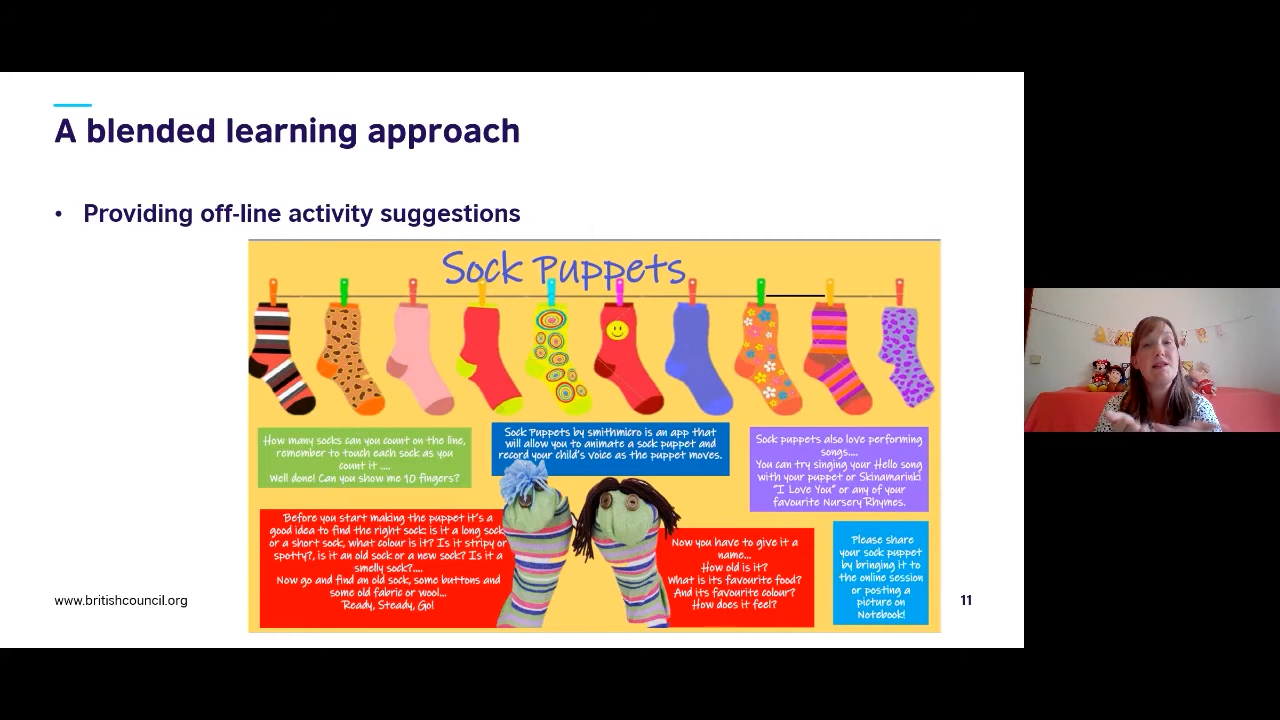 A blended learning approach
• Providing off-line activity suggestions
Sock Puppets
How many socks can you count on the line,
remember to touch each sock as you
count it ....
Well done! Can you show me 10 fingers?
Sock Puppets by smithmicro is an app that
will allow you to animate a sock puppet and
record your child's voice as the puppet moves.
Sock puppets also love performing
songs....
You can try singing your Hello song
with your puppet or Skinamarinki
"I Love You" or any of your
favourite Nursery Rhymes.
Before you start making the puppet it's a
good idea to find the right sock: is it a long sock
or a short sock, what colour is it? Is it stripy or
spotty?, is it an old sock or a new sock? Is it a
smelly sock?....
Now go and find an old sock, some buttons and
some old fabric or wool...
Ready, Steady, Go!
Now you have to give it a
name...
How old is it?
What is its favourite food?
And its favourite colour?
How does it feel?
Please share
your sock puppet
by bringing it to
the online session
or posting a
picture on
Notebook!
www.britishcouncil.org
11